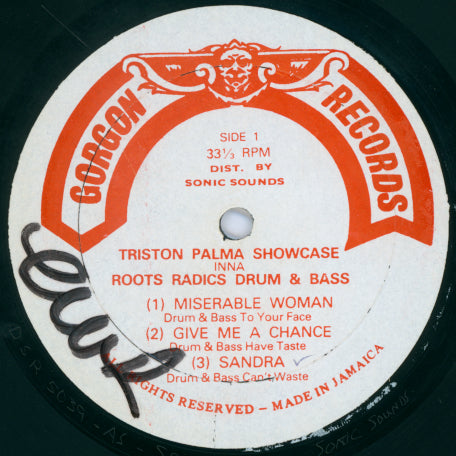 GORGON RECORDS
SIDE 1
33⅓ RPM
DIST. BY
SONIC SOUNDS
TRISTON PALMA SHOWCASE
INNA
ROOTS RADICS DRUM & BASS
(1) MISERABLE WOMAN
Drum & Bass To Your Face
(2) GIVE ME A CHANCE
Drum & Bass Have Taste
(3) SANDRA
Drum & Bass Can't Waste
RIGHTS RESERVED – MADE IN JAMAICA
SONIC SOUNDS